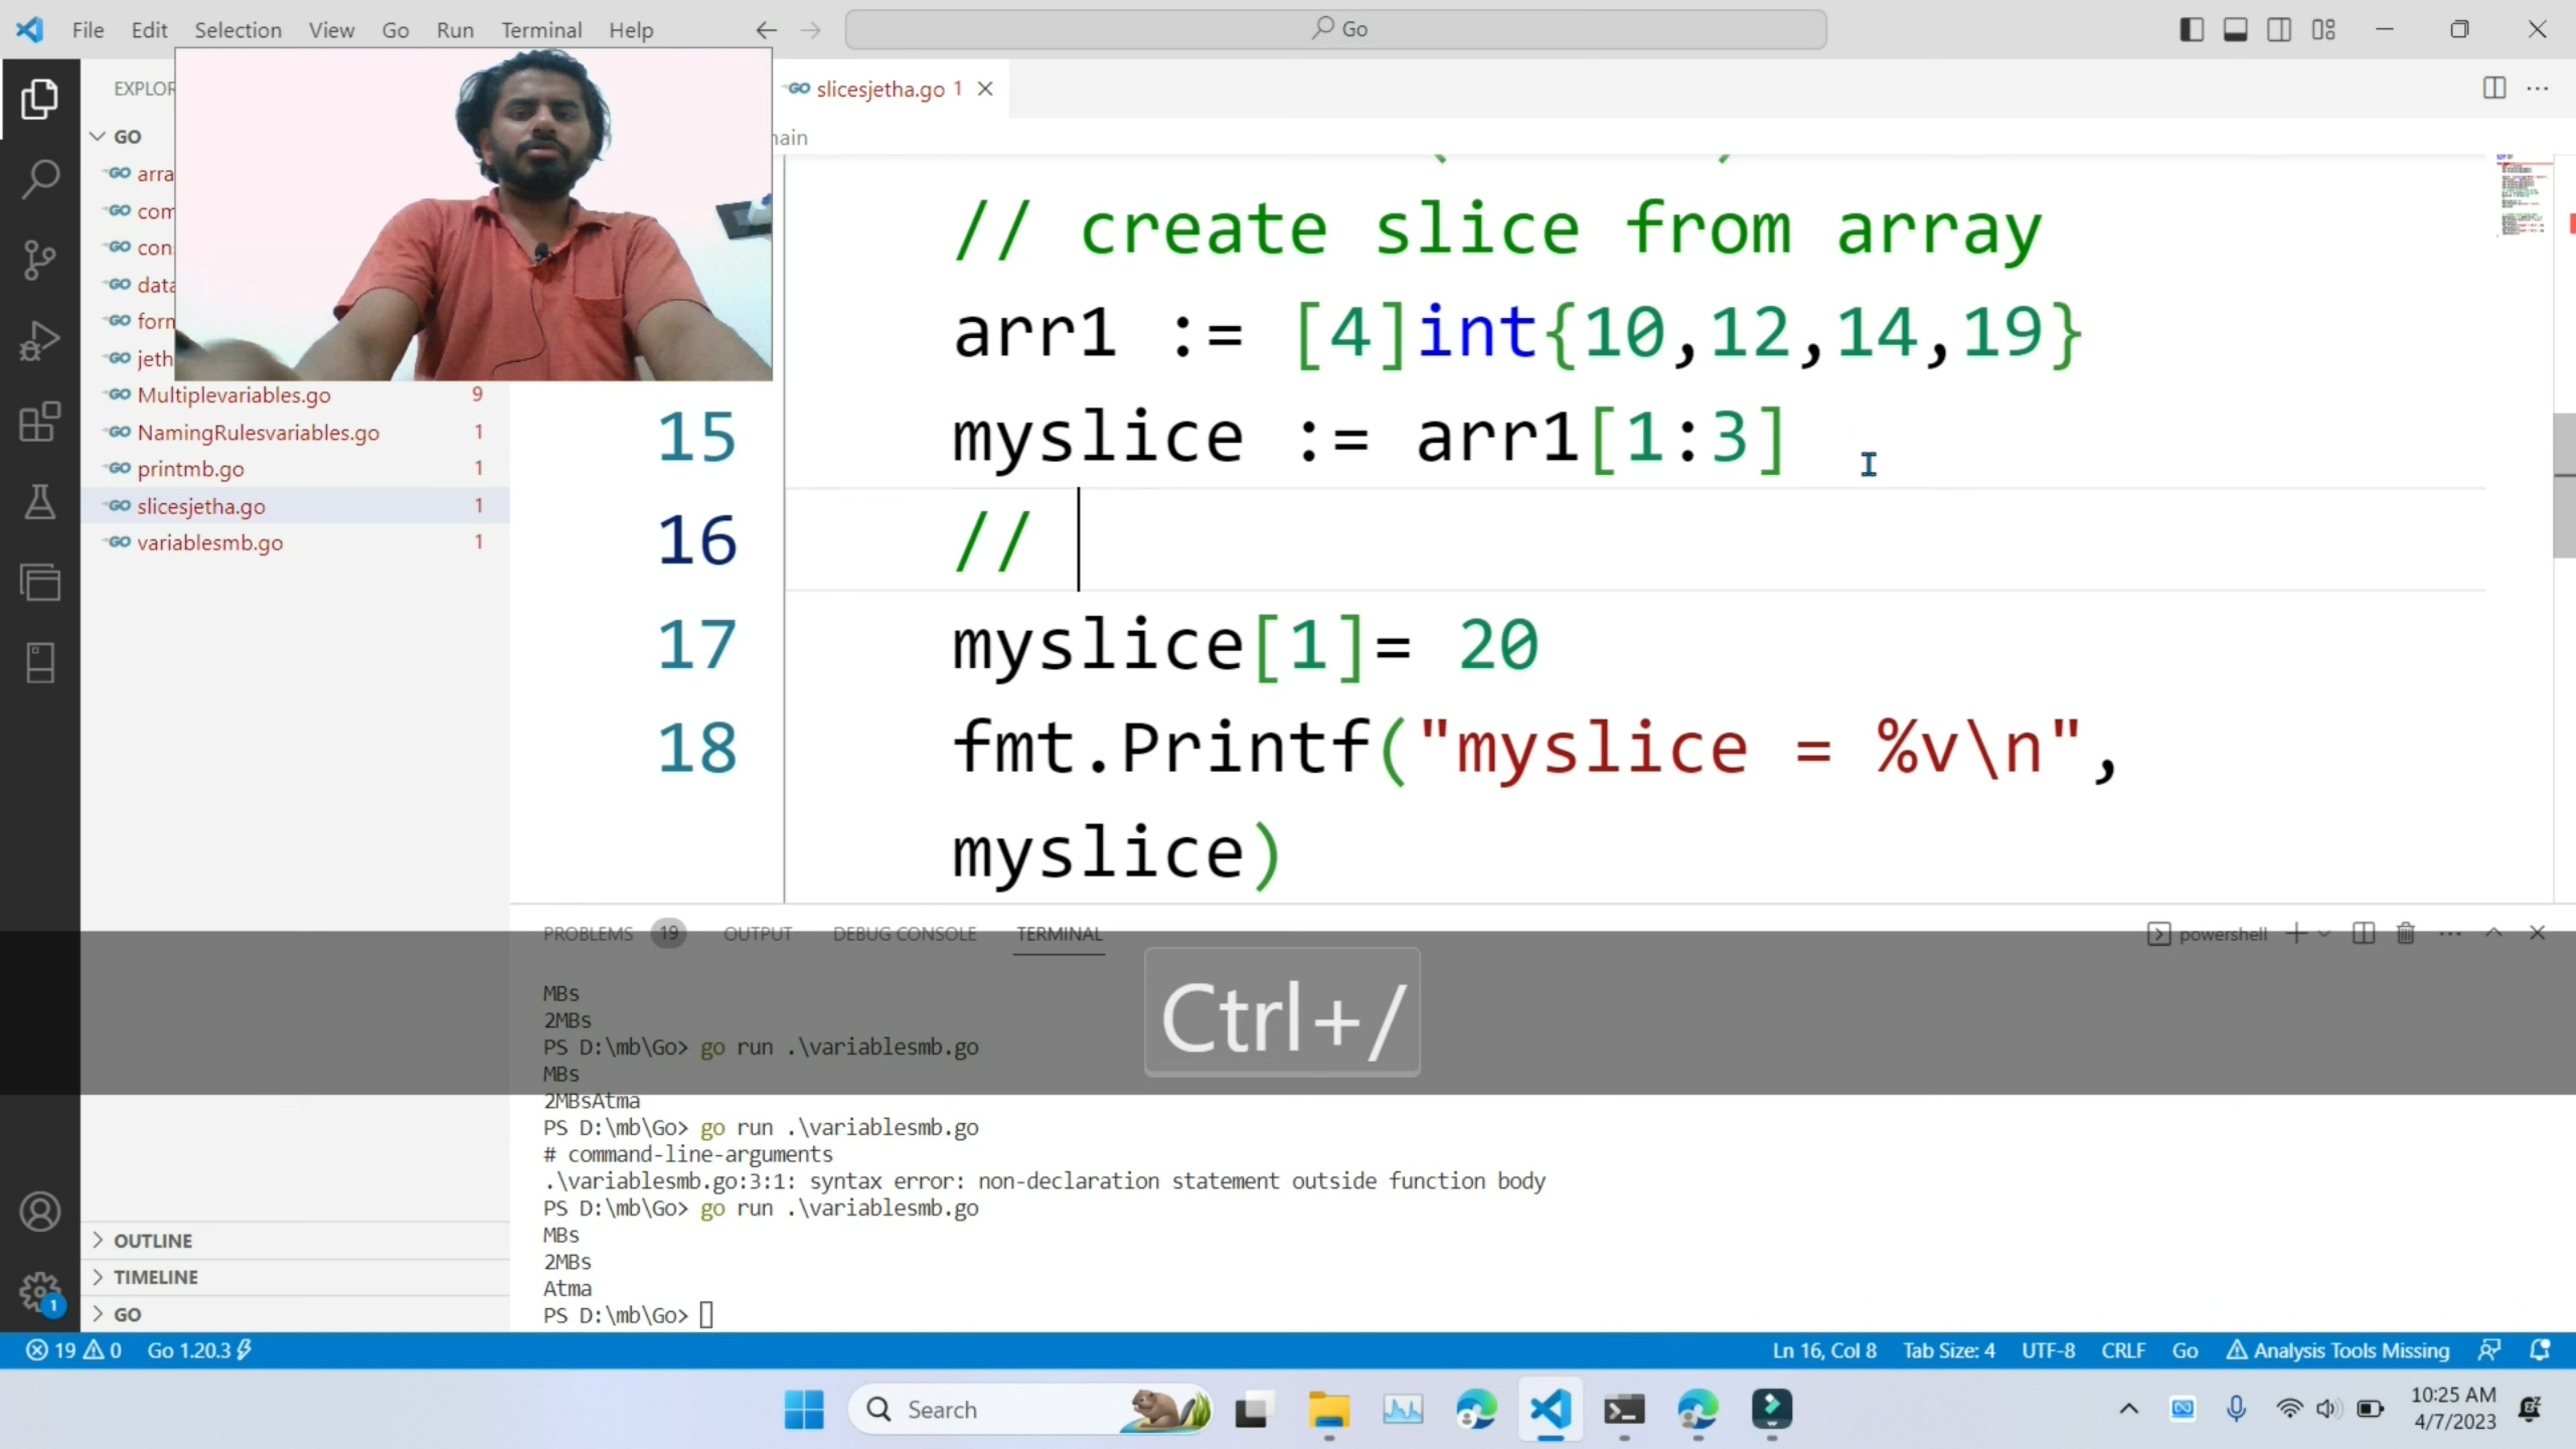 File Edit Selection View Go Run Terminal Help
Go
EXPLOR
slicesjetha.go 1
GO
arra
com
con
data
form
jeth
Multiplevariables.go 9
NamingRulesvariables.go 1
printmb.go 1
slicesjetha.go 1
variablesmb.go 1
OUTLINE
TIMELINE
GO
// create slice from array
arr1 := [4]int{10,12,14,19}
15 myslice := arr1[1:3]
16 //
17 myslice[1]= 20
18 fmt.Printf("myslice = %v\n",
myslice)
PROBLEMS 19 OUTPUT DEBUG CONSOLE TERMINAL
powershell
Ctrl+/
MBs
2MBs
PS D:\mb\Go> go run .\variablesmb.go
MBs
2MBsAtma
PS D:\mb\Go> go run .\variablesmb.go
# command-line-arguments
.\variablesmb.go:3:1: syntax error: non-declaration statement outside function body
PS D:\mb\Go> go run .\variablesmb.go
MBs
2MBs
Atma
PS D:\mb\Go>
19 0 Go 1.20.3
Ln 16, Col 8 Tab Size: 4 UTF-8 CRLF Go Analysis Tools Missing
Search
10:25 AM
4/7/2023